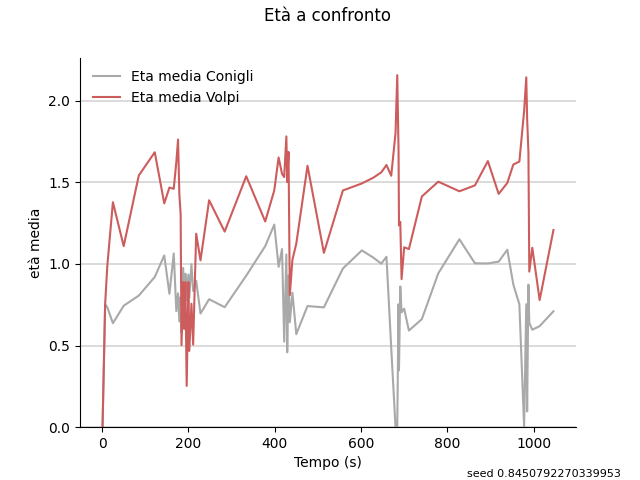 Età a confronto
Eta media Conigli
Eta media Volpi
2.0
1.5
1.0
0.5
0.0
età media
0 200 400 600 800 1000
Tempo (s)
seed 0.8450792270339953